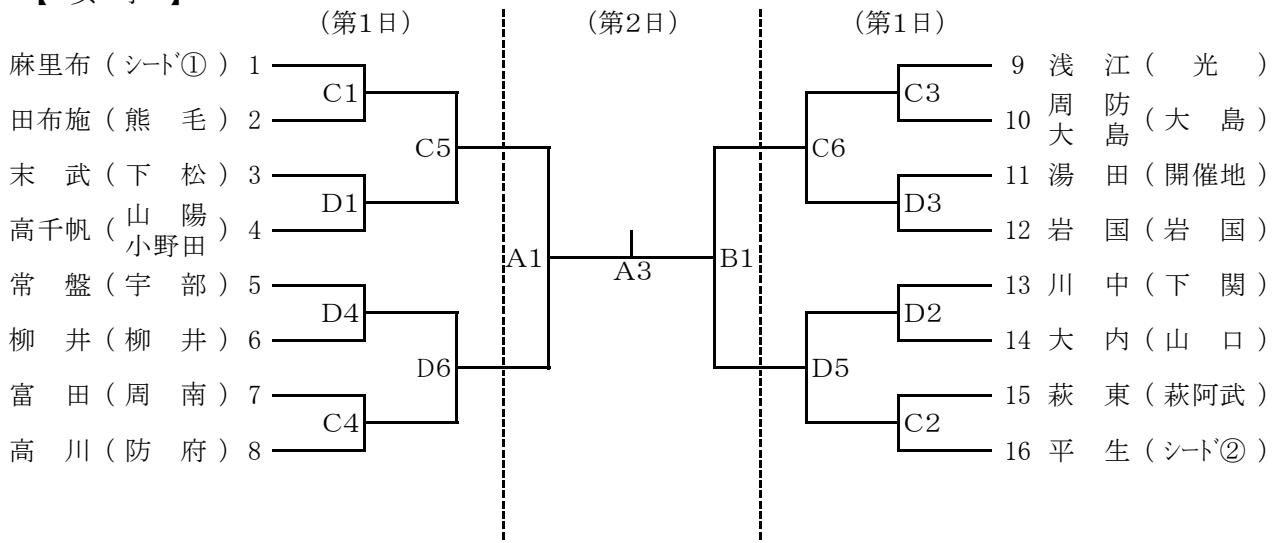 (第1日) (第2日) (第1日)
麻里布 ( シード① ) 1
C1
田布施 ( 熊 毛 ) 2
C5
末 武 ( 下 松 ) 3
D1
高千帆 ( 山 陽 小野田 ) 4
A1
常 盤 ( 宇 部 ) 5
D4
柳 井 ( 柳 井 ) 6
D6
富 田 ( 周 南 ) 7
C4
高 川 ( 防 府 ) 8
A3
9 浅 江 ( 光 )
C3
10 周 防 大 島 ( 大 島 )
C6
11 湯 田 ( 開催地 )
D3
12 岩 国 ( 岩 国 )
B1
13 川 中 ( 下 関 )
D2
14 大 内 ( 山 口 )
D5
15 萩 東 ( 萩阿武 )
C2
16 平 生 ( シード② )